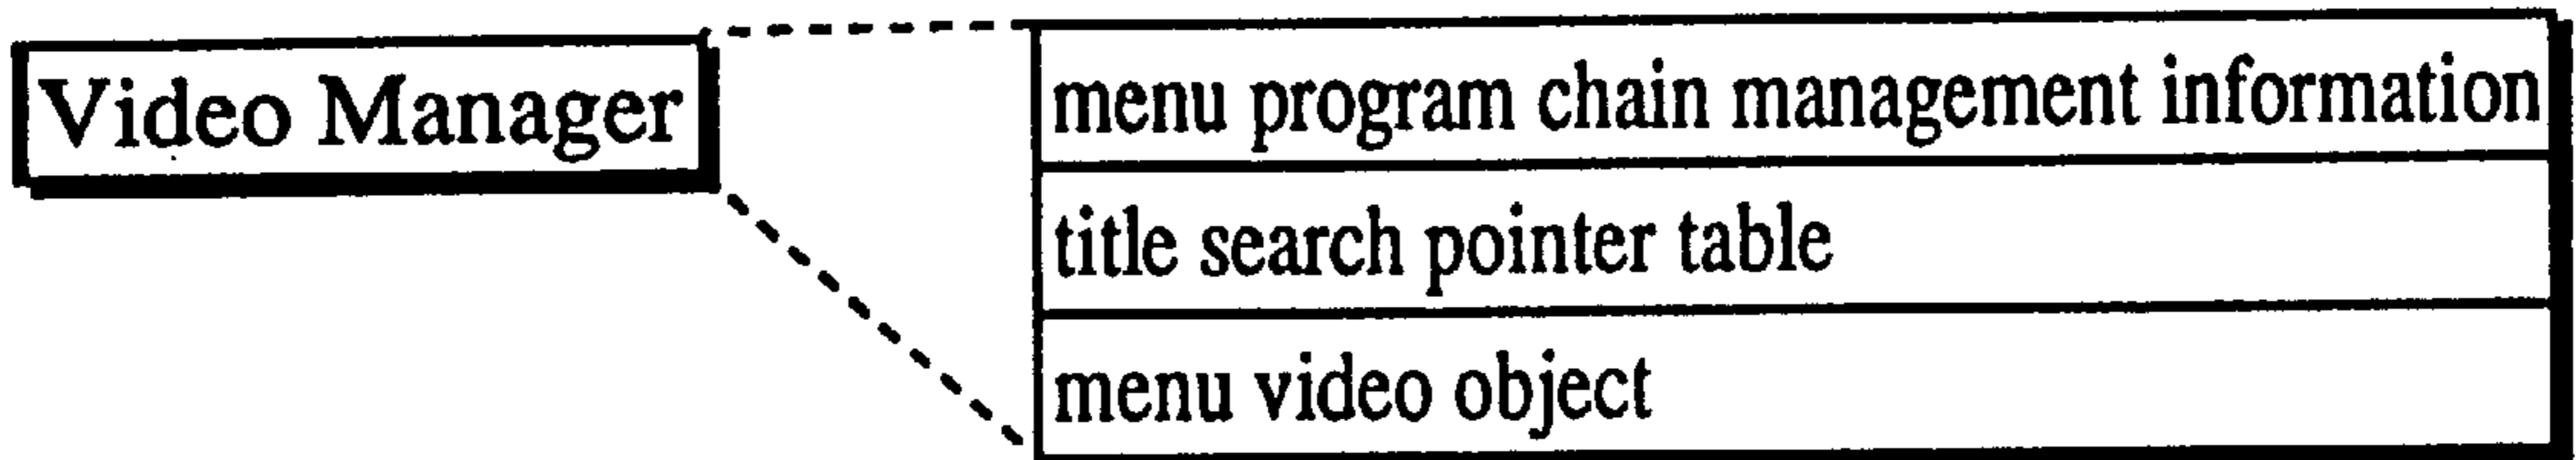 Video Manager
menu program chain management information
title search pointer table
menu video object